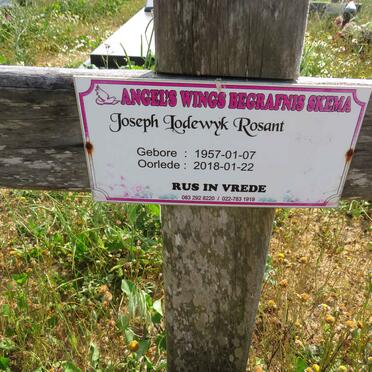 ANGEL'S WINGS BEGRAFNIS SKEMA
Joseph Lodewyk Rosant
Gebore : 1957-01-07
Oorlede : 2018-01-22
RUS IN VREDE
083 292 8220 / 022-783 1919